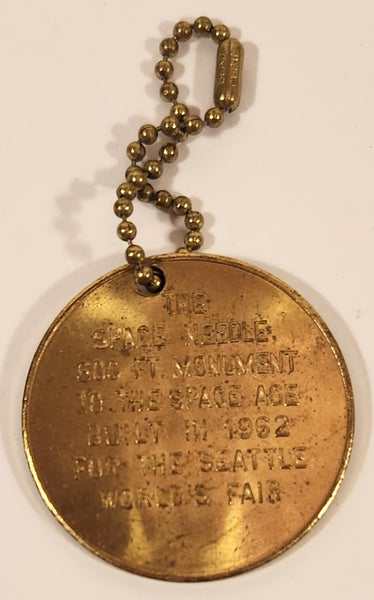 THE
SPACE NEEDLE,
600 FT. MONUMENT
TO THE SPACE AGE
BUILT IN 1962
FOR THE SEATTLE
WORLD'S FAIR